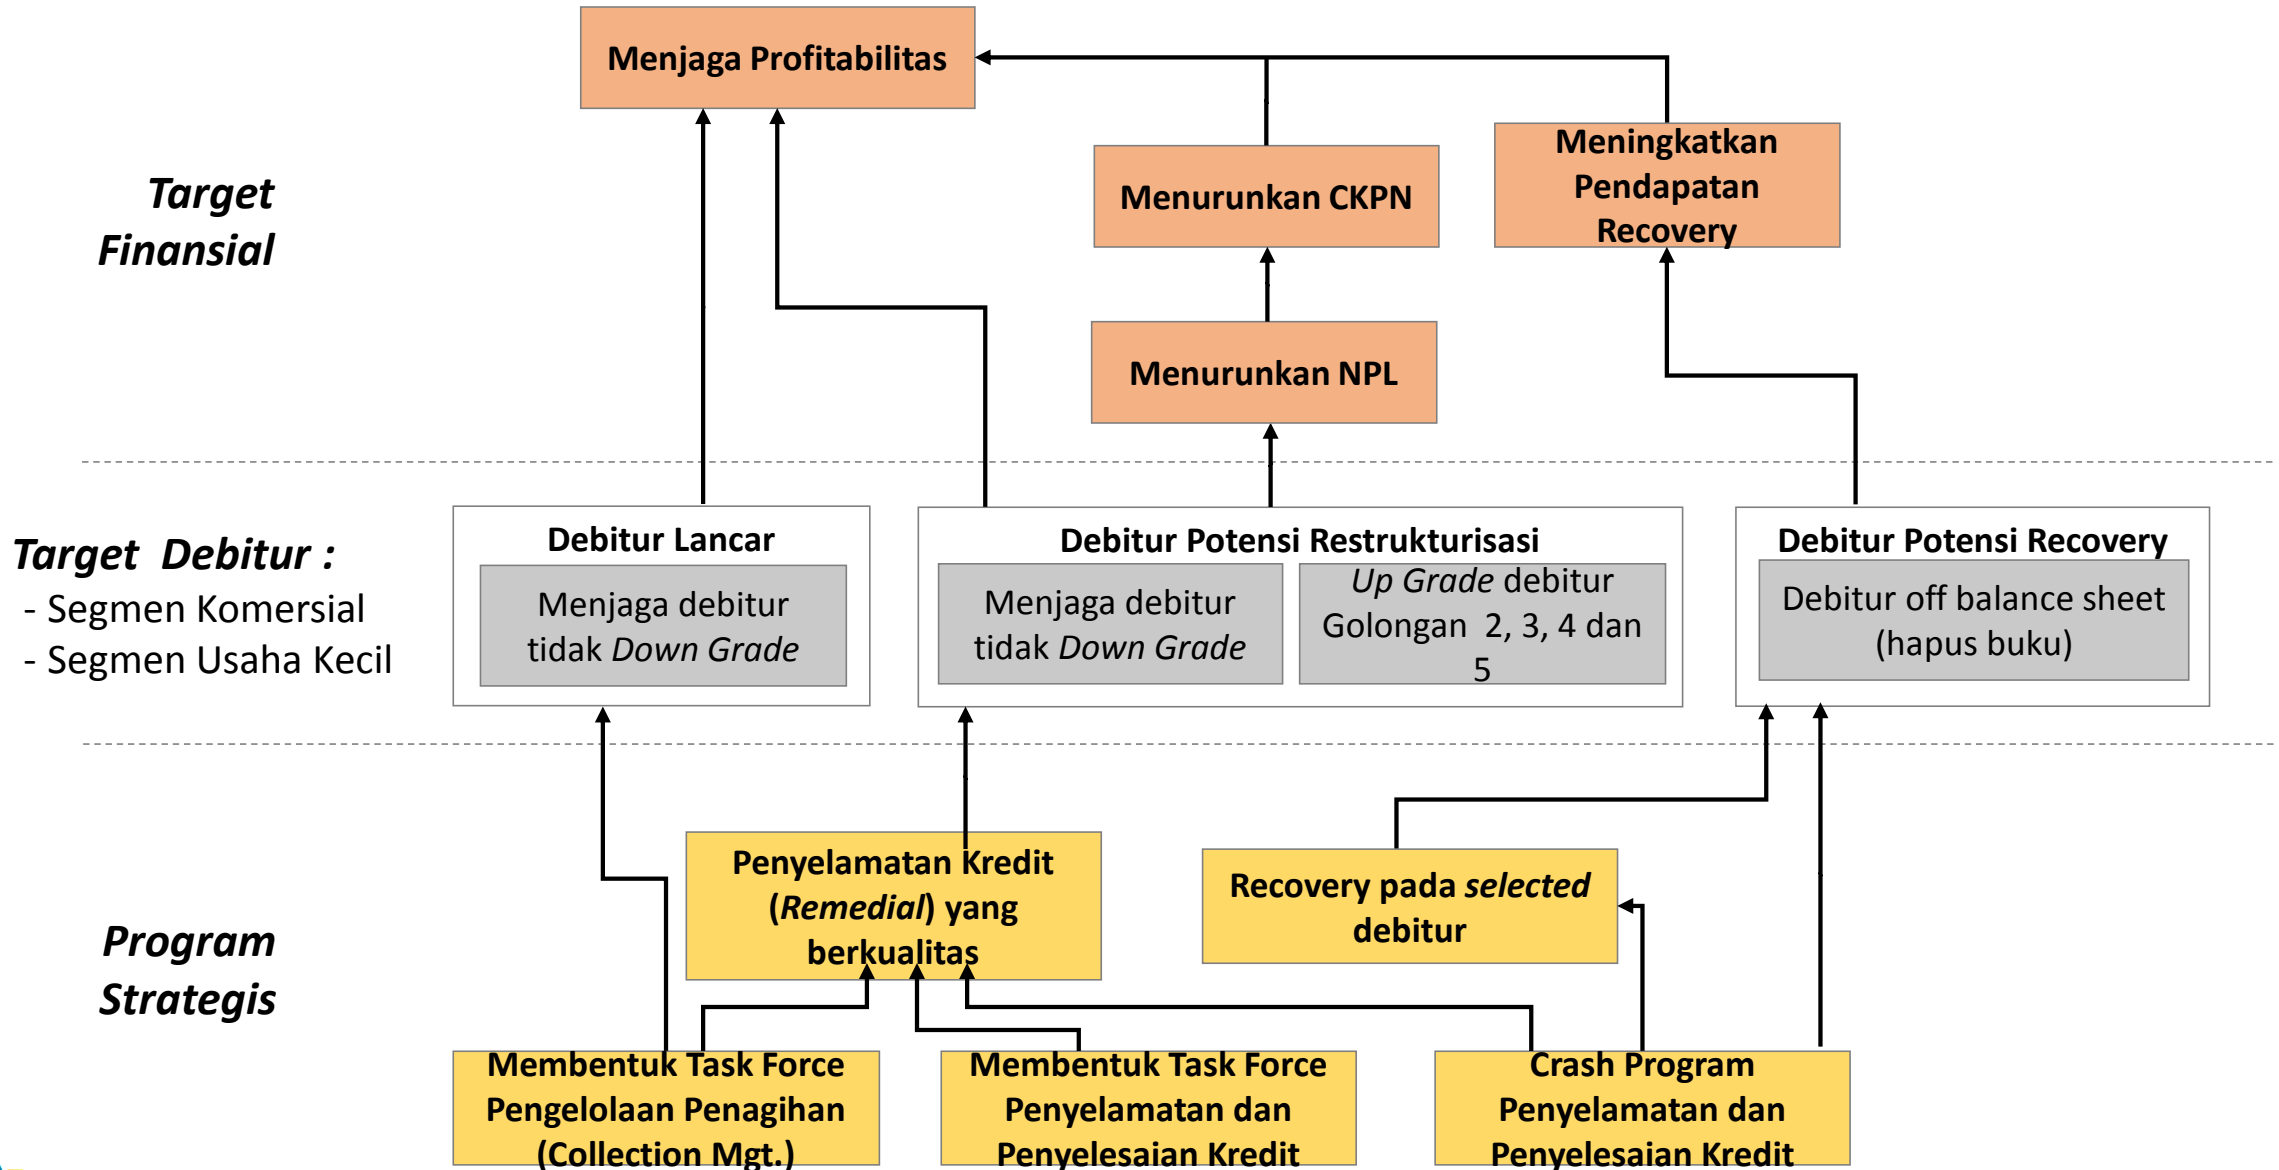 Menjaga Profitabilitas
Target
Finansial
Menurunkan CKPN
Meningkatkan
Pendapatan
Recovery
Menurunkan NPL
Target Debitur :
- Segmen Komersial
- Segmen Usaha Kecil
Debitur Lancar
Menjaga debitur
tidak Down Grade
Debitur Potensi Restrukturisasi
Menjaga debitur
tidak Down Grade
Up Grade debitur
Golongan 2, 3, 4 dan
5
Debitur Potensi Recovery
Debitur off balance sheet
(hapus buku)
Program
Strategis
Penyelamatan Kredit
(Remedial) yang
berkualitas
Recovery pada selected
debitur
Membentuk Task Force
Pengelolaan Penagihan
(Collection Mgt.)
Membentuk Task Force
Penyelamatan dan
Penyelesaian Kredit
Crash Program
Penyelamatan dan
Penyelesaian Kredit